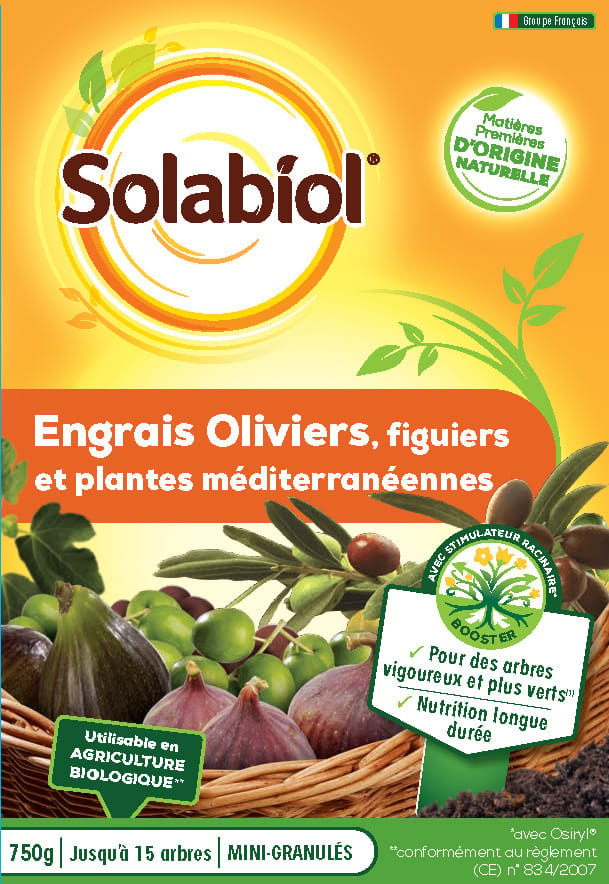 Groupe Français
Solabiol®
Matières
Premières
D'ORIGINE
NATURELLE
Engrais Oliviers, figuiers
et plantes méditerranéennes
AVEC STIMULATEUR RACINAIRE*
BOOSTER
✓ Pour des arbres
vigoureux et plus verts(1)
✓ Nutrition longue
durée
Utilisable en
AGRICULTURE
BIOLOGIQUE**
750g | Jusqu'à 15 arbres | MINI-GRANULÉS
*avec Osiryl®
**conformément au règlement
(CE) n° 834/2007